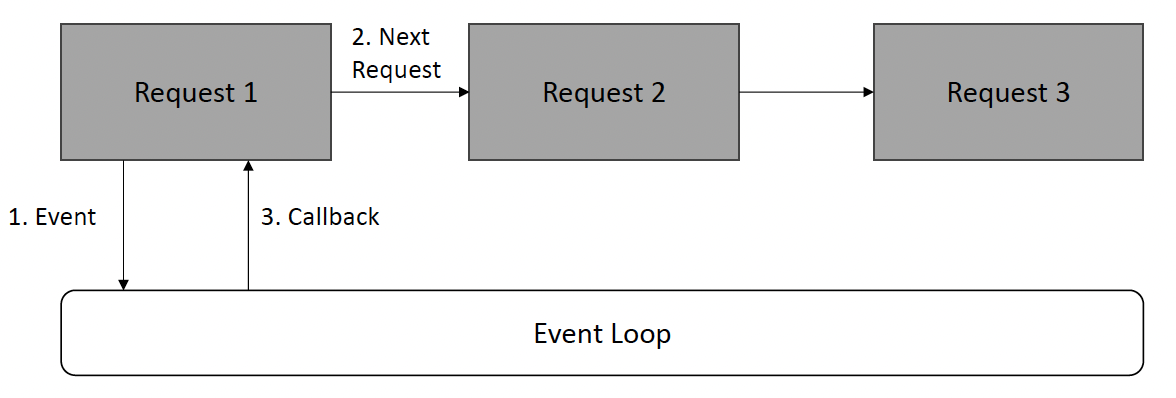 2. Next
Request
Request 1
Request 2
Request 3
1. Event
3. Callback
Event Loop